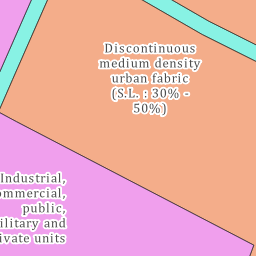 Discontinuous
medium density
urban fabric
(S.L. : 30% -
50%)
Industrial,
ommercial,
public,
ilitary and
ivate units